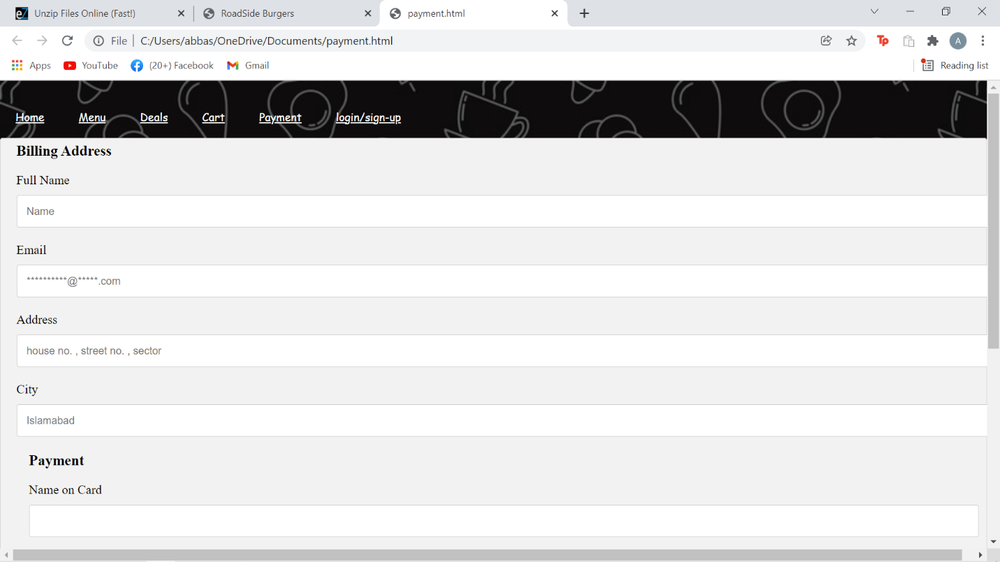 eZ Unzip Files Online (Fast!) RoadSide Burgers payment.html
File C:/Users/abbas/OneDrive/Documents/payment.html Tp A
Apps YouTube (20+) Facebook Gmail Reading list
Home Menu Deals Cart Payment login/sign-up
Billing Address
Full Name
Name
Email
**********@*****.com
Address
house no. , street no. , sector
City
Islamabad
Payment
Name on Card